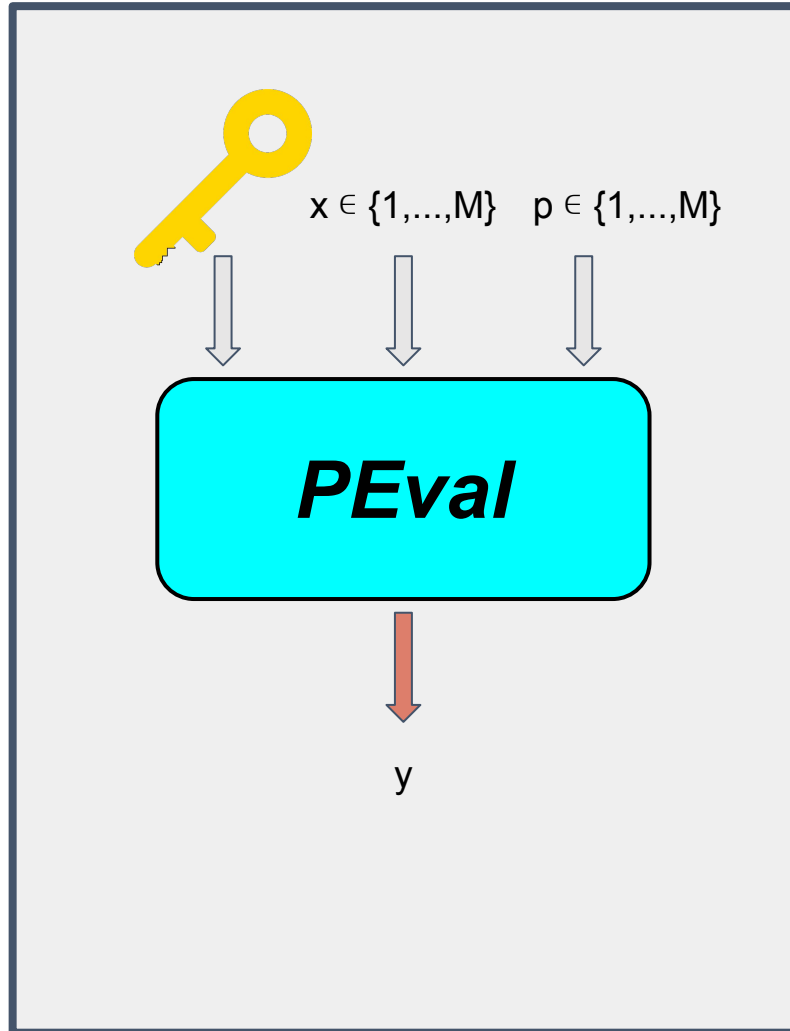 x ∈ {1,...,M} p ∈ {1,...,M}
PEval
y